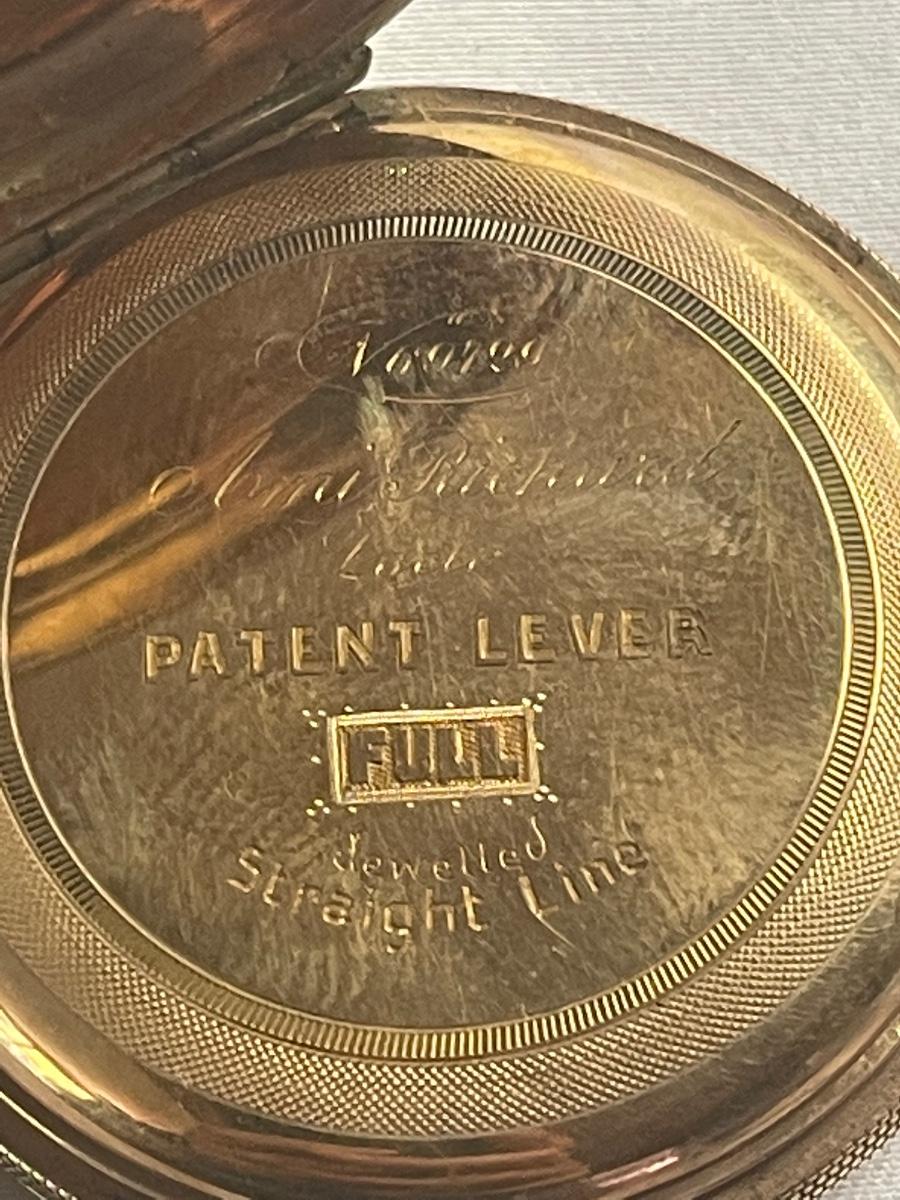 Ami Richard
Locle
PATENT LEVER
FULL
Jewelled
Straight Line